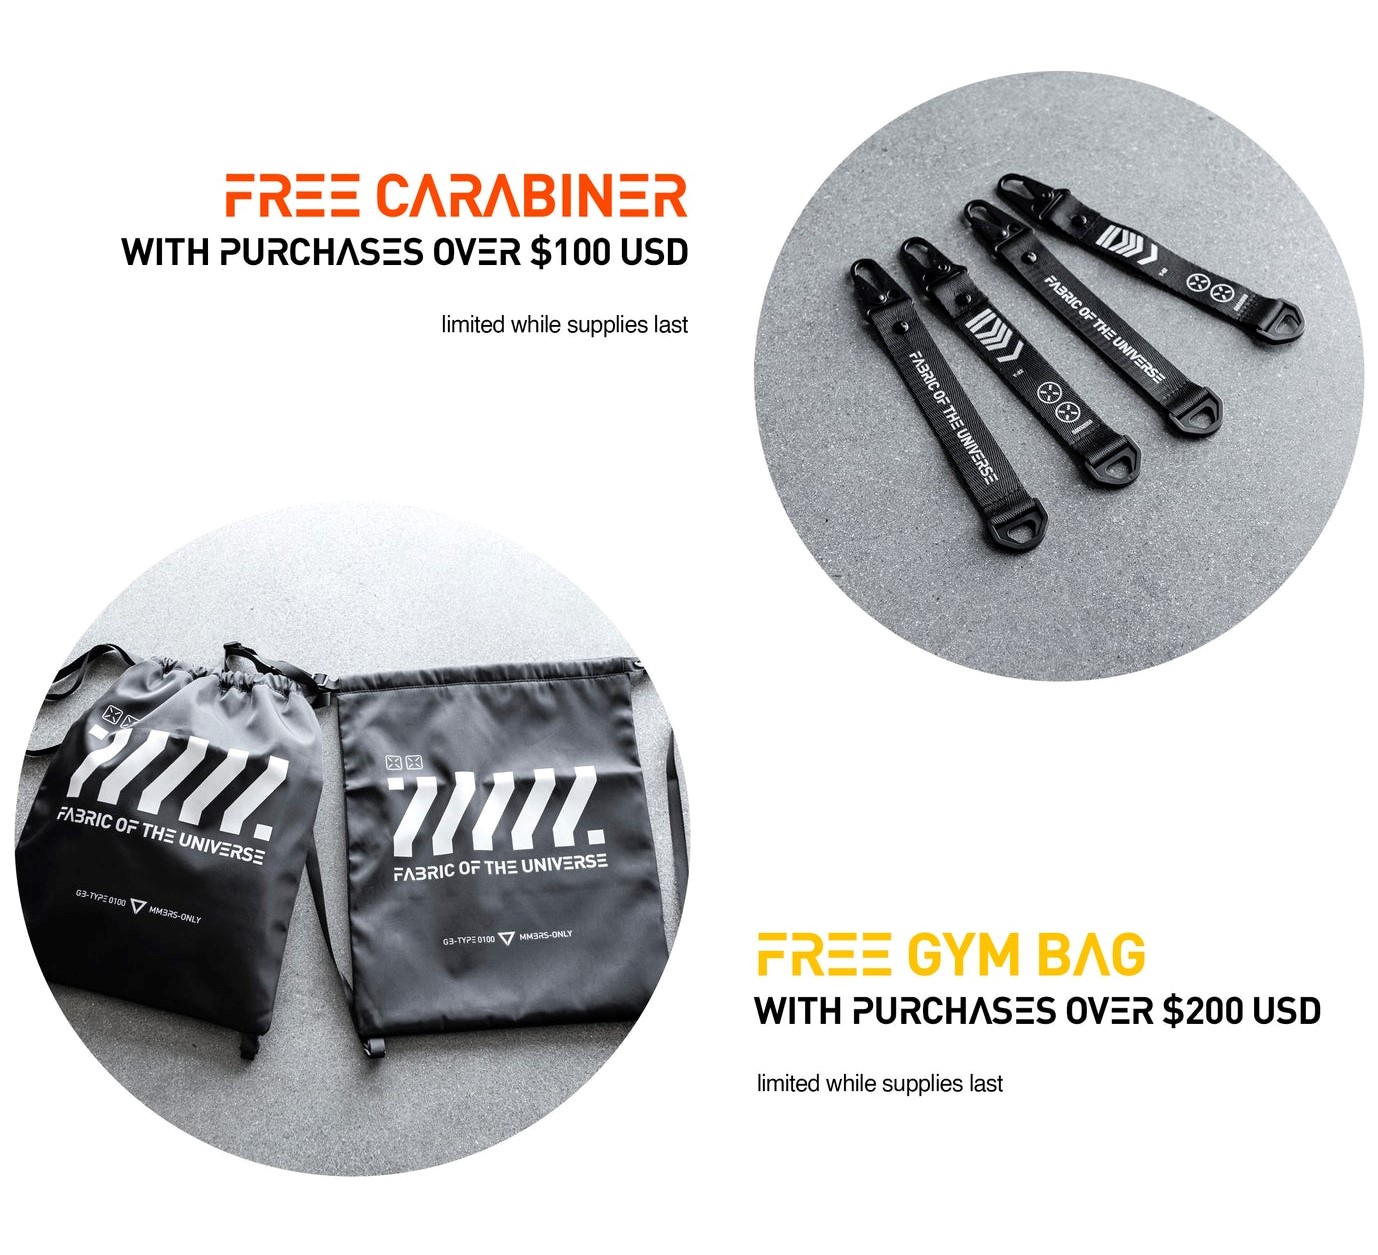 FREE CARABINER
WITH PURCHASES OVER $100 USD
limited while supplies last
FABRIC OF THE UNIVERSE
FABRIC OF THE UNIVERSE
FABRIC OF THE UNIVERSE
GB-TYPE 0100 MMBRS-ONLY
FABRIC OF THE UNIVERSE
GB-TYPE 0100 MMBRS-ONLY
FREE GYM BAG
WITH PURCHASES OVER $200 USD
limited while supplies last